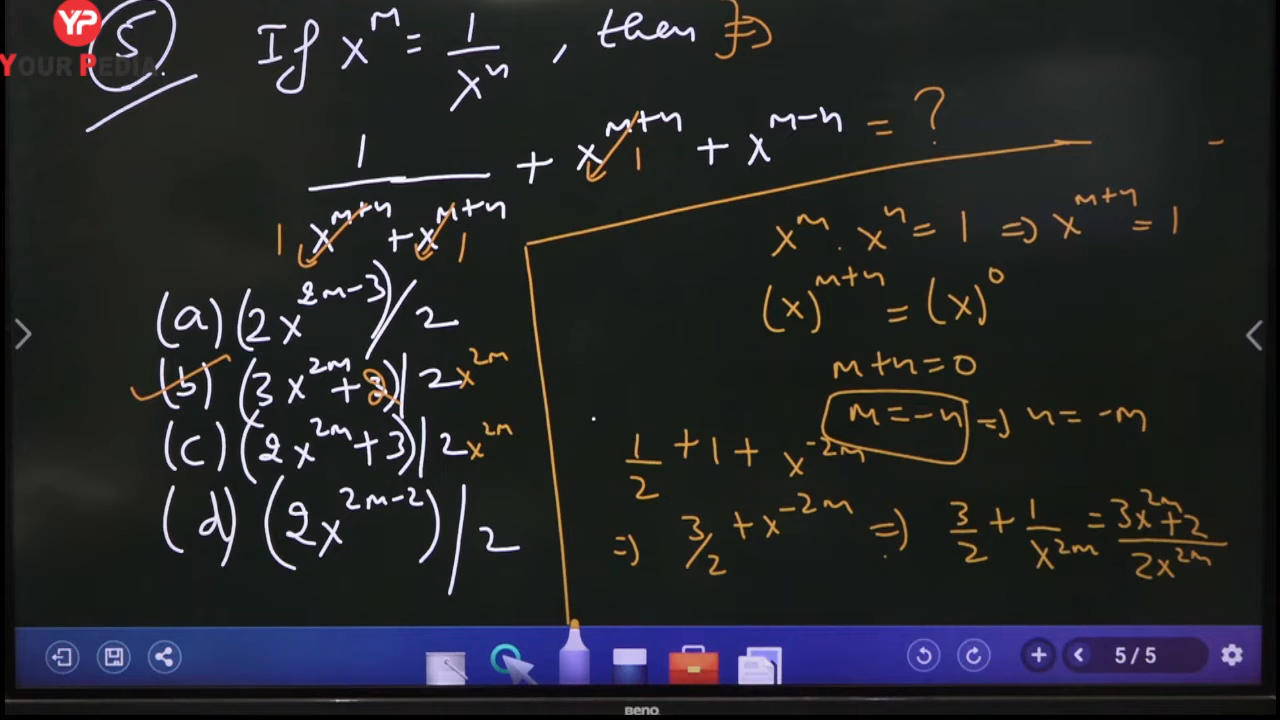 YP
YOUR PEDIA
(5) If x^m = 1/x^n , then ⇒
1/(x^(m+n) + x^(m+n)) + x^(m+n) + x^(m-n) = ?
1 1 1
(a) (2x^(2m-3))/2
(b) (3x^(2m) + 2)|2x^(2m)
(c) (2x^(2m) + 3)|2x^(2m)
(d) (2x^(2m-2))/2
x^m . x^n = 1 ⇒ x^(m+n) = 1
(x)^(m+n) = (x)^0
m+n=0
m=-n ⇒ n=-m
1/2 + 1 + x^(-2m)
⇒ 3/2 + x^(-2m) ⇒ 3/2 + 1/x^(2m) = (3x^(2m)+2)/(2x^(2m))
5/5
BenQ